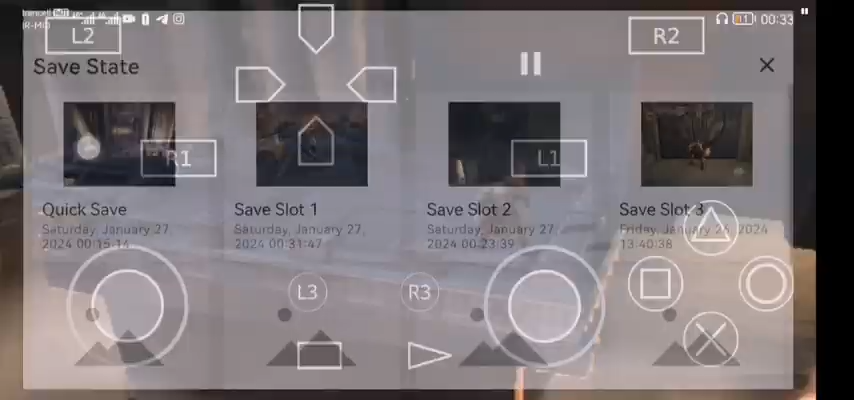 (R-Mi)
00:33
L2
R2
Save State
R1
L1
Quick Save
Save Slot 1
Save Slot 2
Save Slot 3
Saturday, January 27,
2024 00:15:14
Saturday, January 27,
2024 00:31:47
Saturday, January 27,
2024 00:23:39
Friday, January 26, 2024
13:40:38
L3
R3